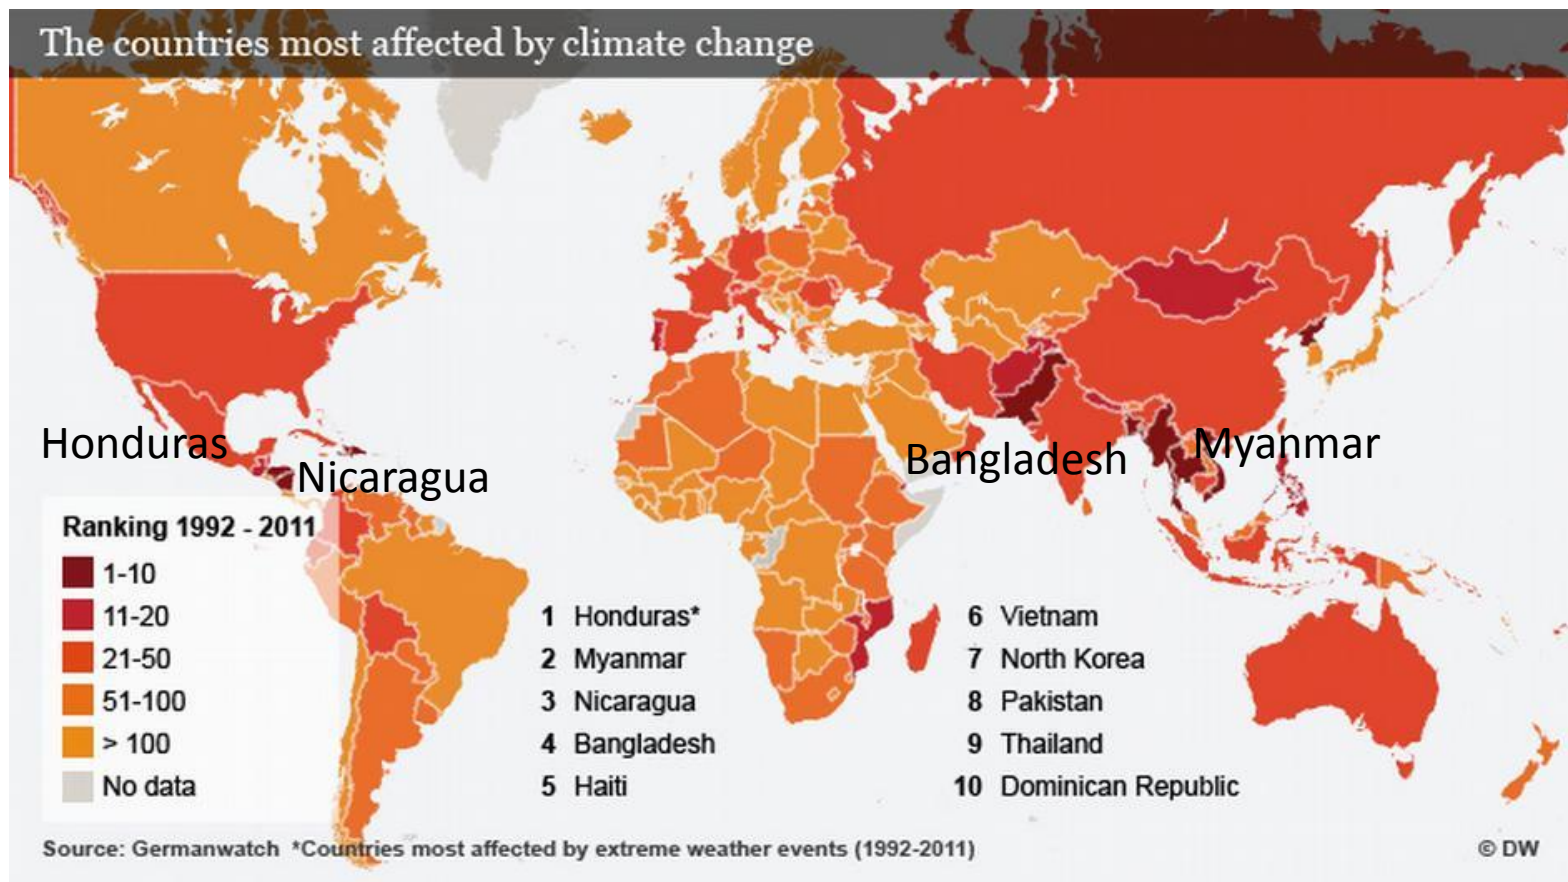 The countries most affected by climate change
Honduras
Nicaragua
Bangladesh
Myanmar
Ranking 1992 - 2011
1-10
11-20
21-50
51-100
> 100
No data
1 Honduras*
2 Myanmar
3 Nicaragua
4 Bangladesh
5 Haiti
6 Vietnam
7 North Korea
8 Pakistan
9 Thailand
10 Dominican Republic
Source: Germanwatch *Countries most affected by extreme weather events (1992-2011)
© DW